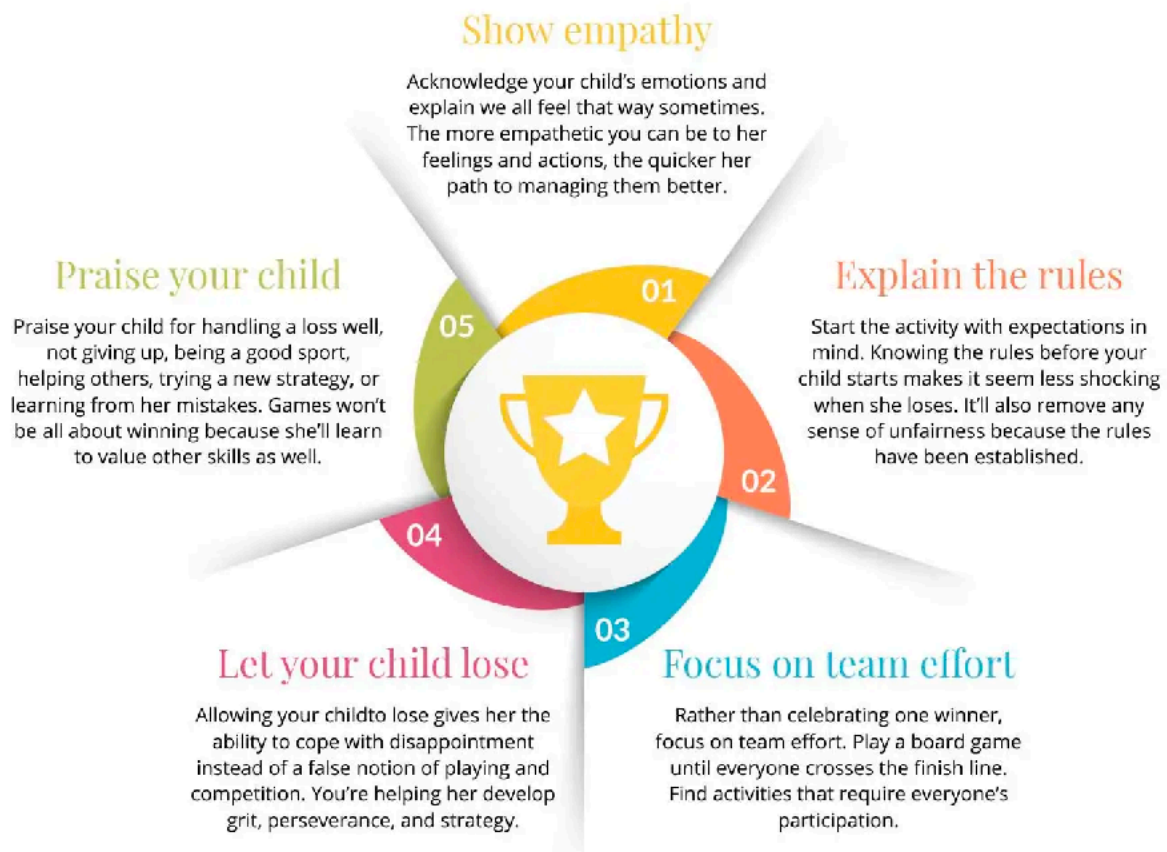 Show empathy
Acknowledge your child's emotions and
explain we all feel that way sometimes.
The more empathetic you can be to her
feelings and actions, the quicker her
path to managing them better.
01
Explain the rules
Start the activity with expectations in
mind. Knowing the rules before your
child starts makes it seem less shocking
when she loses. It'll also remove any
sense of unfairness because the rules
have been established.
02
Focus on team effort
Rather than celebrating one winner,
focus on team effort. Play a board game
until everyone crosses the finish line.
Find activities that require everyone's
participation.
03
Let your child lose
Allowing your childto lose gives her the
ability to cope with disappointment
instead of a false notion of playing and
competition. You're helping her develop
grit, perseverance, and strategy.
04
Praise your child
Praise your child for handling a loss well,
not giving up, being a good sport,
helping others, trying a new strategy, or
learning from her mistakes. Games won't
be all about winning because she'll learn
to value other skills as well.
05